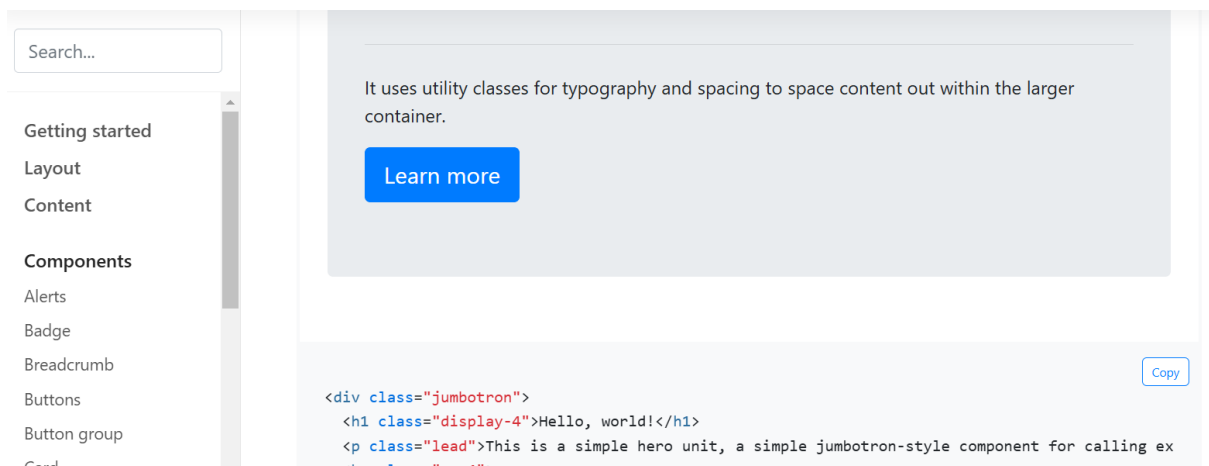 Search...
Getting started
Layout
Content
Components
Alerts
Badge
Breadcrumb
Buttons
Button group
It uses utility classes for typography and spacing to space content out within the larger
container.
Learn more
Copy
<div class="jumbotron">
<h1 class="display-4">Hello, world!</h1>
<p class="lead">This is a simple hero unit, a simple jumbotron-style component for calling ex